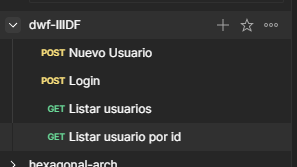 dwf-IIIDF
POST Nuevo Usuario
POST Login
GET Listar usuarios
GET Listar usuario por id
hexagonal-arch